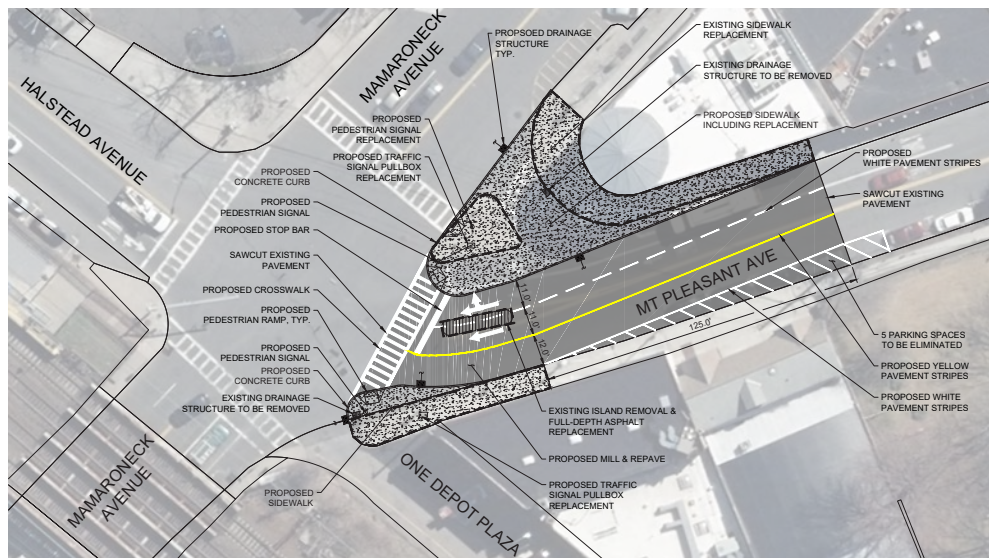 HALSTEAD AVENUE
MAMARONECK
AVENUE
PROPSOED DRAINAGE
STRUCTURE
TYP.
EXISTING SIDEWALK
REPLACEMENT
EXISTING DRAINAGE
STRUCTURE TO BE REMOVED
PROPOSED SIDEWALK
INCLUDING REPLACEMENT
PROPOSED
WHITE PAVEMENT STRIPES
SAWCUT EXISTING
PAVEMENT
PROPOSED
PEDESTRIAN SIGNAL
REPLACEMENT
PROPOSED TRAFFIC
SIGNAL PULLBOX
REPLACEMENT
PROPOSED
CONCRETE CURB
PROPOSED
PEDESTRIAN SIGNAL
PROPOSED STOP BAR
SAWCUT EXISTING
PAVEMENT
PROPOSED CROSSWALK
PROPOSED
PEDESTRIAN RAMP, TYP.
PROPOSED
PEDESTRIAN SIGNAL
PROPOSED
CONCRETE CURB
EXISTING DRAINAGE
STRUCTURE TO BE REMOVED
11.0'
11.0'
12.0'
MT PLEASANT AVE
125.0'
5 PARKING SPACES
TO BE ELIMINATED
PROPOSED YELLOW
PAVEMENT STRIPES
PROPOSED WHITE
PAVEMENT STRIPES
EXISTING ISLAND REMOVAL &
FULL-DEPTH ASPHALT
REPLACEMENT
PROPOSED MILL & REPAVE
PROPOSED TRAFFIC
SIGNAL PULLBOX
REPLACEMENT
MAMARONECK
AVENUE
PROPOSED
SIDEWALK
ONE DEPOT PLAZA